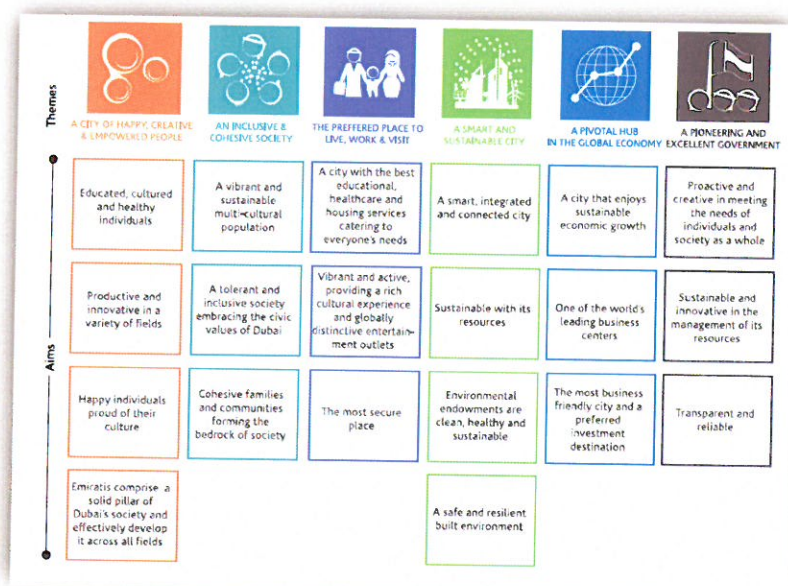 Themes
A CITY OF HAPPY, CREATIVE
& EMPOWERED PEOPLE
AN INCLUSIVE &
COHESIVE SOCIETY
THE PREFFERED PLACE TO
LIVE, WORK & VISIT
A SMART AND
SUSTAINABLE CITY
A PIVOTAL HUB
IN THE GLOBAL ECONOMY
A PIONEERING AND
EXCELLENT GOVERNMENT
Aims
Educated, cultured
and healthy
individuals
A vibrant and
sustainable
multi-cultural
population
A city with the best
educational,
healthcare and
housing services
catering to
everyone's needs
A smart, integrated
and connected city
A city that enjoys
sustainable
economic growth
Proactive and
creative in meeting
the needs of
individuals and
society as a whole
Productive and
innovative in a
variety of fields
A tolerant and
inclusive society
embracing the civic
values of Dubai
Vibrant and active,
providing a rich
cultural experience
and globally
distinctive entertain-
ment outlets
Sustainable with its
resources
One of the world's
leading business
centers
Sustainable and
innovative in the
management of its
resources
Happy individuals
proud of their
culture
Cohesive families
and communities
forming the
bedrock of society
The most secure
place
Environmental
endowments are
clean, healthy and
sustainable
The most business
friendly city and a
preferred
investment
destination
Transparent and
reliable
Emiratis comprise a
solid pillar of
Dubai's society and
effectively develop
it across all fields
A safe and resilient
built environment